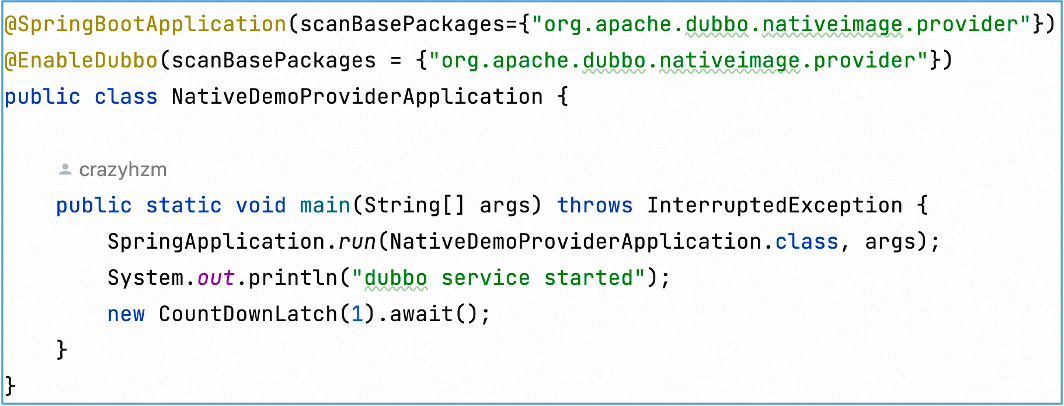 @SpringBootApplication(scanBasePackages={"org.apache.dubbo.nativeimage.provider"})
@EnableDubbo(scanBasePackages = {"org.apache.dubbo.nativeimage.provider"})
public class NativeDemoProviderApplication {
crazyhzm
public static void main(String[] args) throws InterruptedException {
SpringApplication.run(NativeDemoProviderApplication.class, args);
System.out.println("dubbo service started");
new CountDownLatch(1).await();
}
}